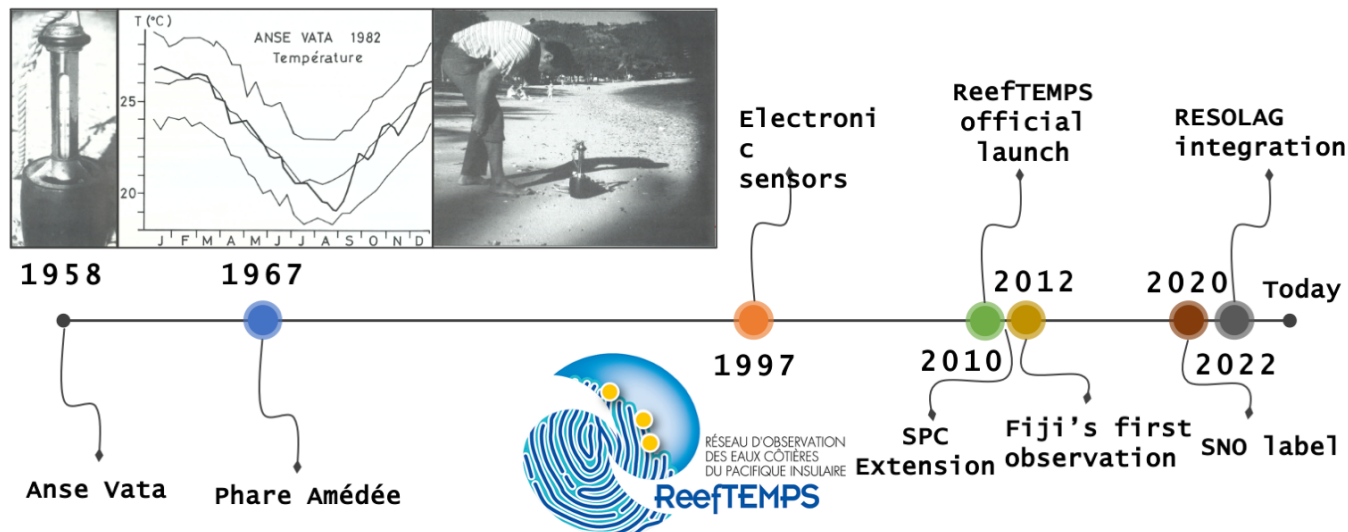 T (°C)
ANSE VATA 1982
Température
25
20
J F M A M J J A S O N D
Electroni
c
sensors
ReefTEMPS
official
launch
RESOLAG
integration
1958
1967
2012
2020
Today
1997
2010
2022
Anse Vata
Phare Amédée
RÉSEAU D'OBSERVATION
DES EAUX CÔTIÈRES
DU PACIFIQUE INSULAIRE
ReefTEMPS
SPC
Extension
Fiji's first
observation
SNO label